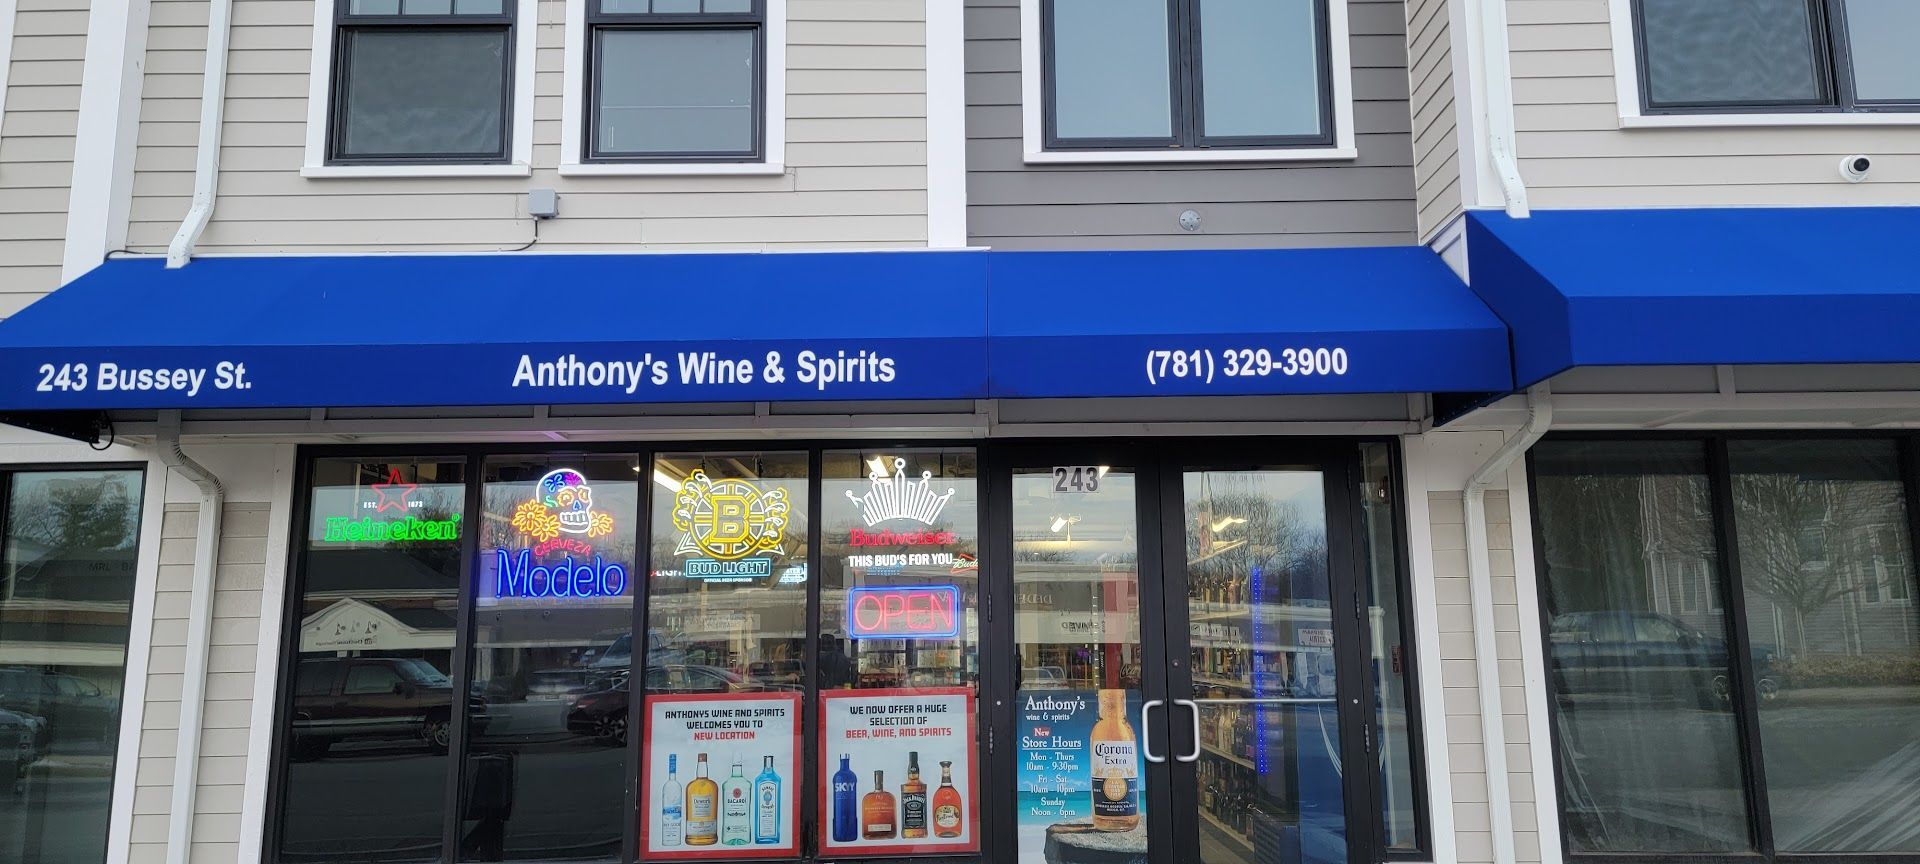 243 Bussey St.
Anthony's Wine & Spirits
(781) 329-3900
EST. 1873
Heineken
CERVEZA
Modelo
B
BUD LIGHT
Budweiser
THIS BUD'S FOR YOU
OPEN
243
ANTHONYS WINE AND SPIRITS
WELCOMES YOU TO
NEW LOCATION
BACARDI
WE NOW OFFER A HUGE
SELECTION OF
BEER, WINE, AND SPIRITS
SKYY
Anthony's
wine & spirits
New
Store Hours
Mon - Thurs
10am - 9:30pm
Fri - Sat
10am - 10pm
Sunday
Noon - 6pm
Corona
Extra